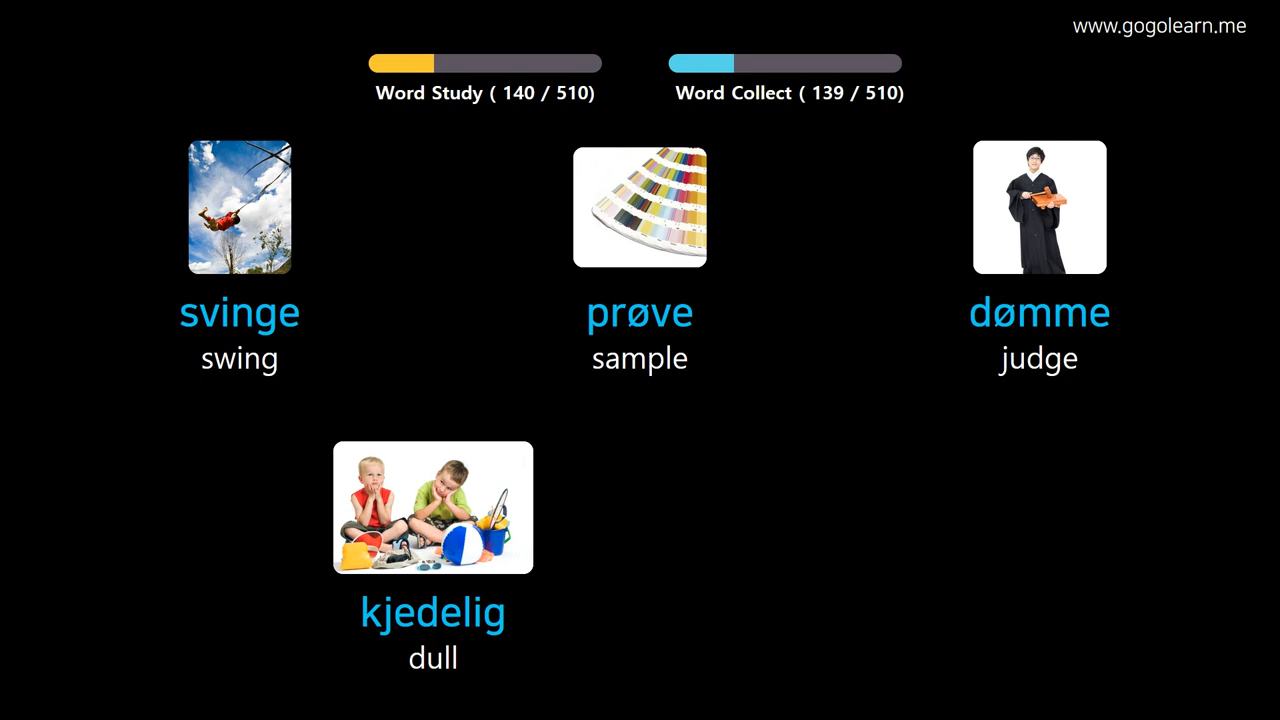 www.gogolearn.me
Word Study ( 140 / 510)
Word Collect ( 139 / 510)
svinge
swing
prøve
sample
dømme
judge
kjedelig
dull